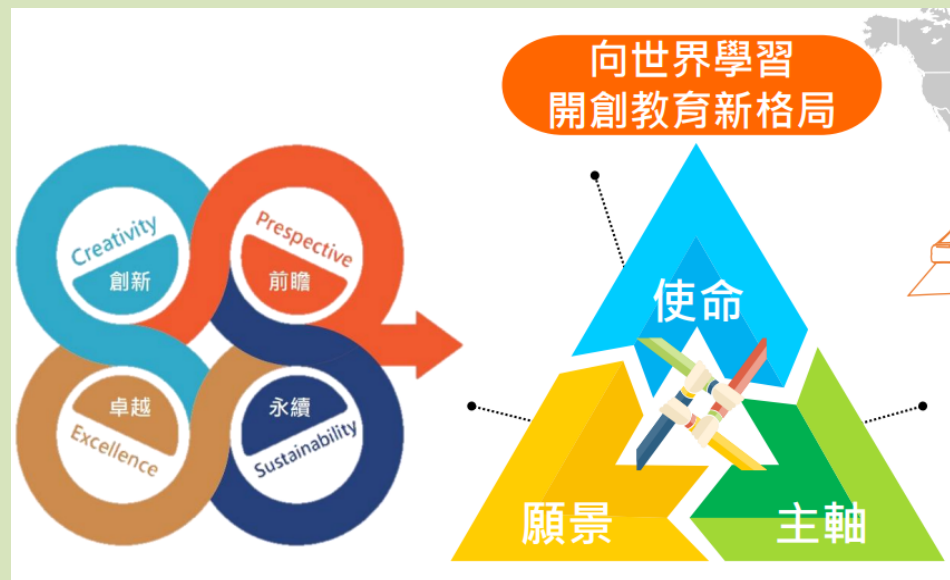 向世界學習
開創教育新格局
Creativity
創新
Prespective
前瞻
卓越
Excellence
永續
Sustainability
使命
願景
主軸